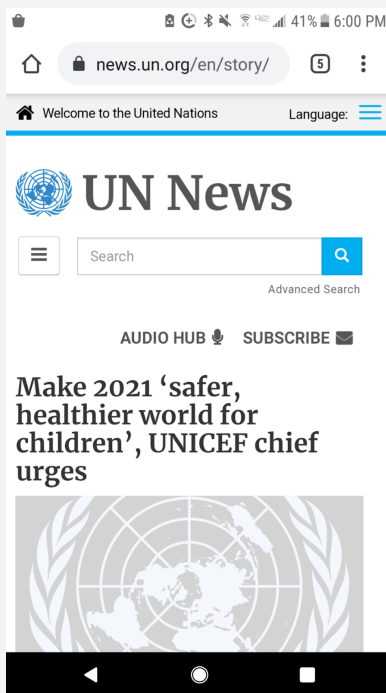 41% 6:00 PM
news.un.org/en/story/ 5
Welcome to the United Nations Language:
UN News
Search
Advanced Search
AUDIO HUB SUBSCRIBE
Make 2021 ‘safer,
healthier world for
children’, UNICEF chief
urges